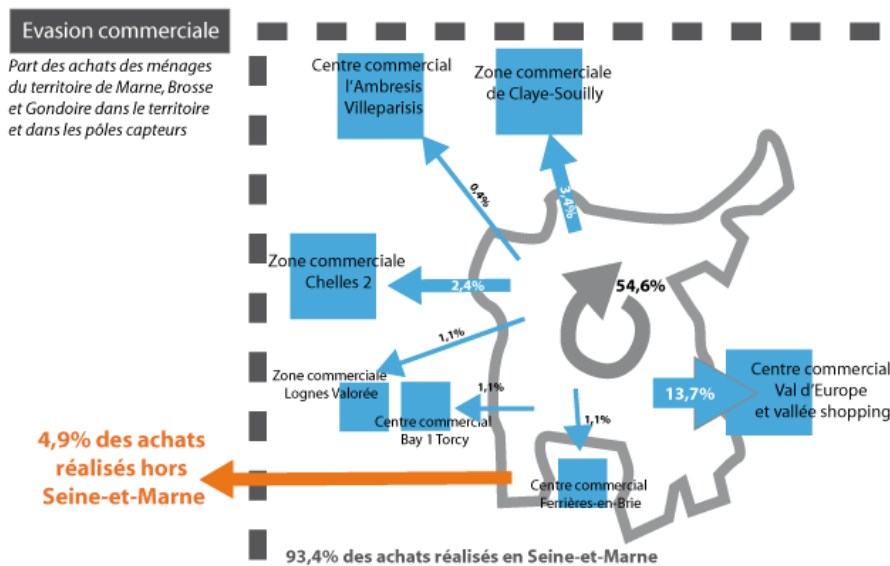 Evasion commerciale
Part des achats des ménages
du territoire de Marne, Brosse
et Gondoire dans le territoire
et dans les pôles capteurs
Centre commercial
l'Ambresis
Villeparisis
Zone commerciale
de Claye-Souilly
0,4%
3,4%
Zone commerciale
Chelles 2
2,4%
54,6%
1,1%
Zone commerciale
Lognes Valorée
1,1%
Centre commercial
Bay 1 Torcy
1,1%
13,7%
Centre commercial
Val d'Europe
et vallée shopping
4,9% des achats
réalisés hors
Seine-et-Marne
Centre commercial
Ferrières-en-Brie
93,4% des achats réalisés en Seine-et-Marne